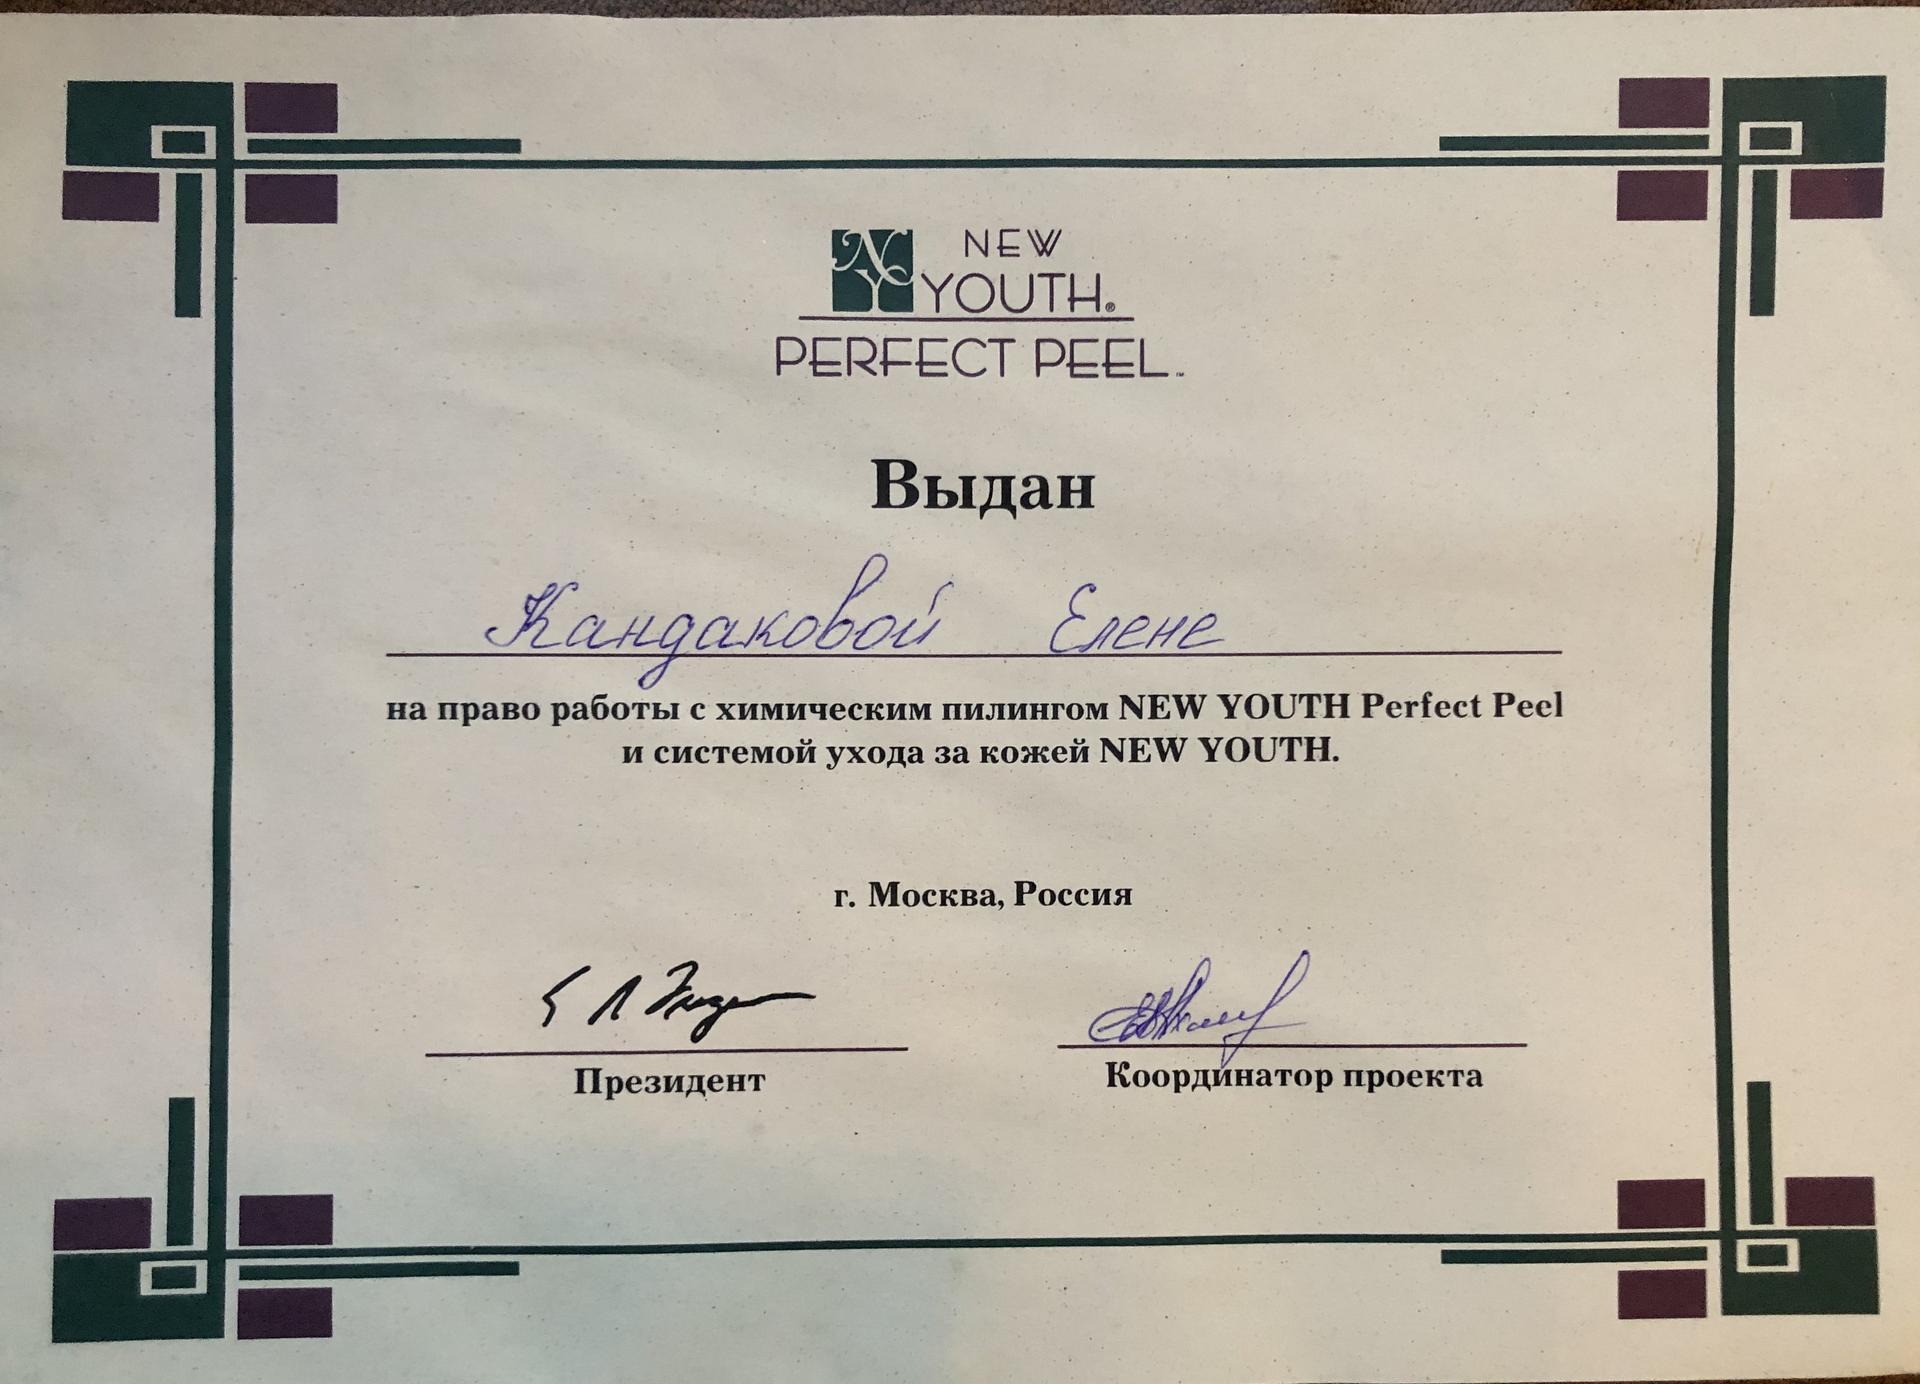 NEW
YOUTH®
PERFECT PEEL™
Выдан
Кандаковой Елене
на право работы с химическим пилингом NEW YOUTH Perfect Peel
и системой ухода за кожей NEW YOUTH.
г. Москва, Россия
Президент
Координатор проекта